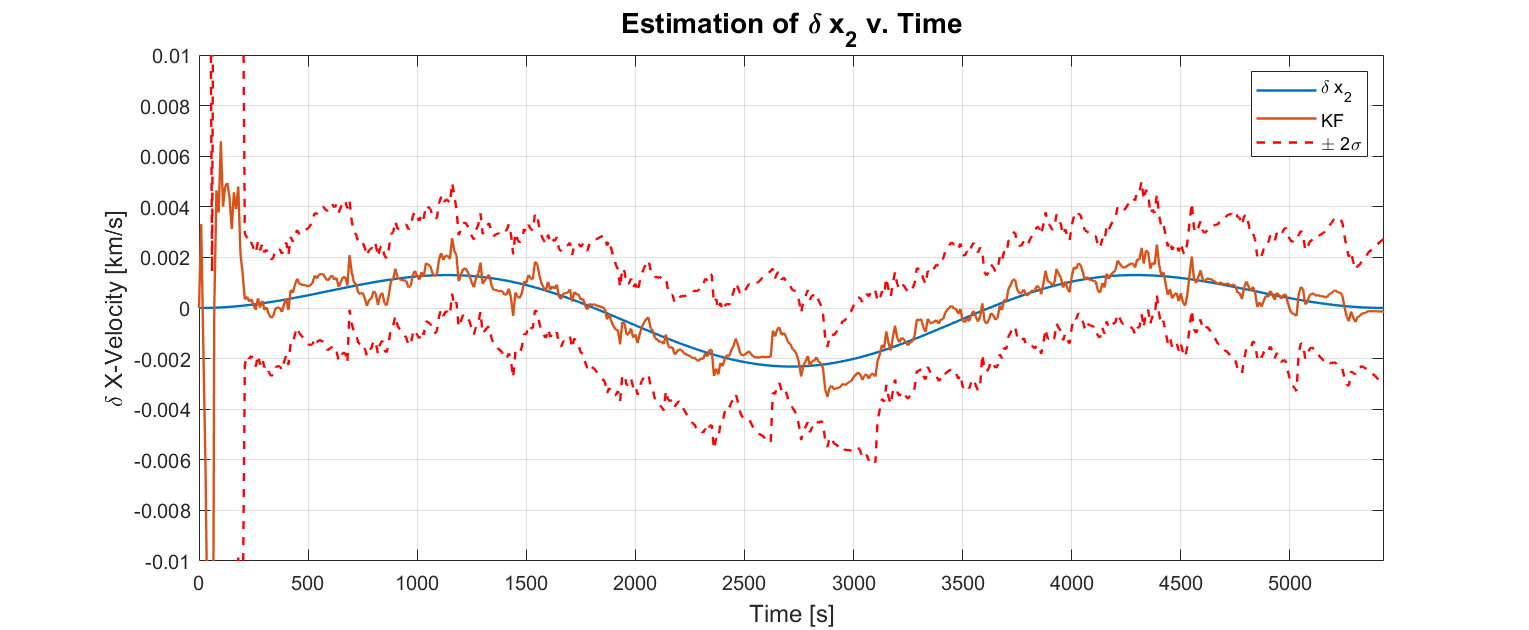 Estimation of δ x₂ v. Time
0.01
0.008
0.006
0.004
0.002
0
-0.002
-0.004
-0.006
-0.008
-0.01
δ X-Velocity [km/s]
δ x₂
KF
± 2σ
0 500 1000 1500 2000 2500 3000 3500 4000 4500 5000
Time [s]